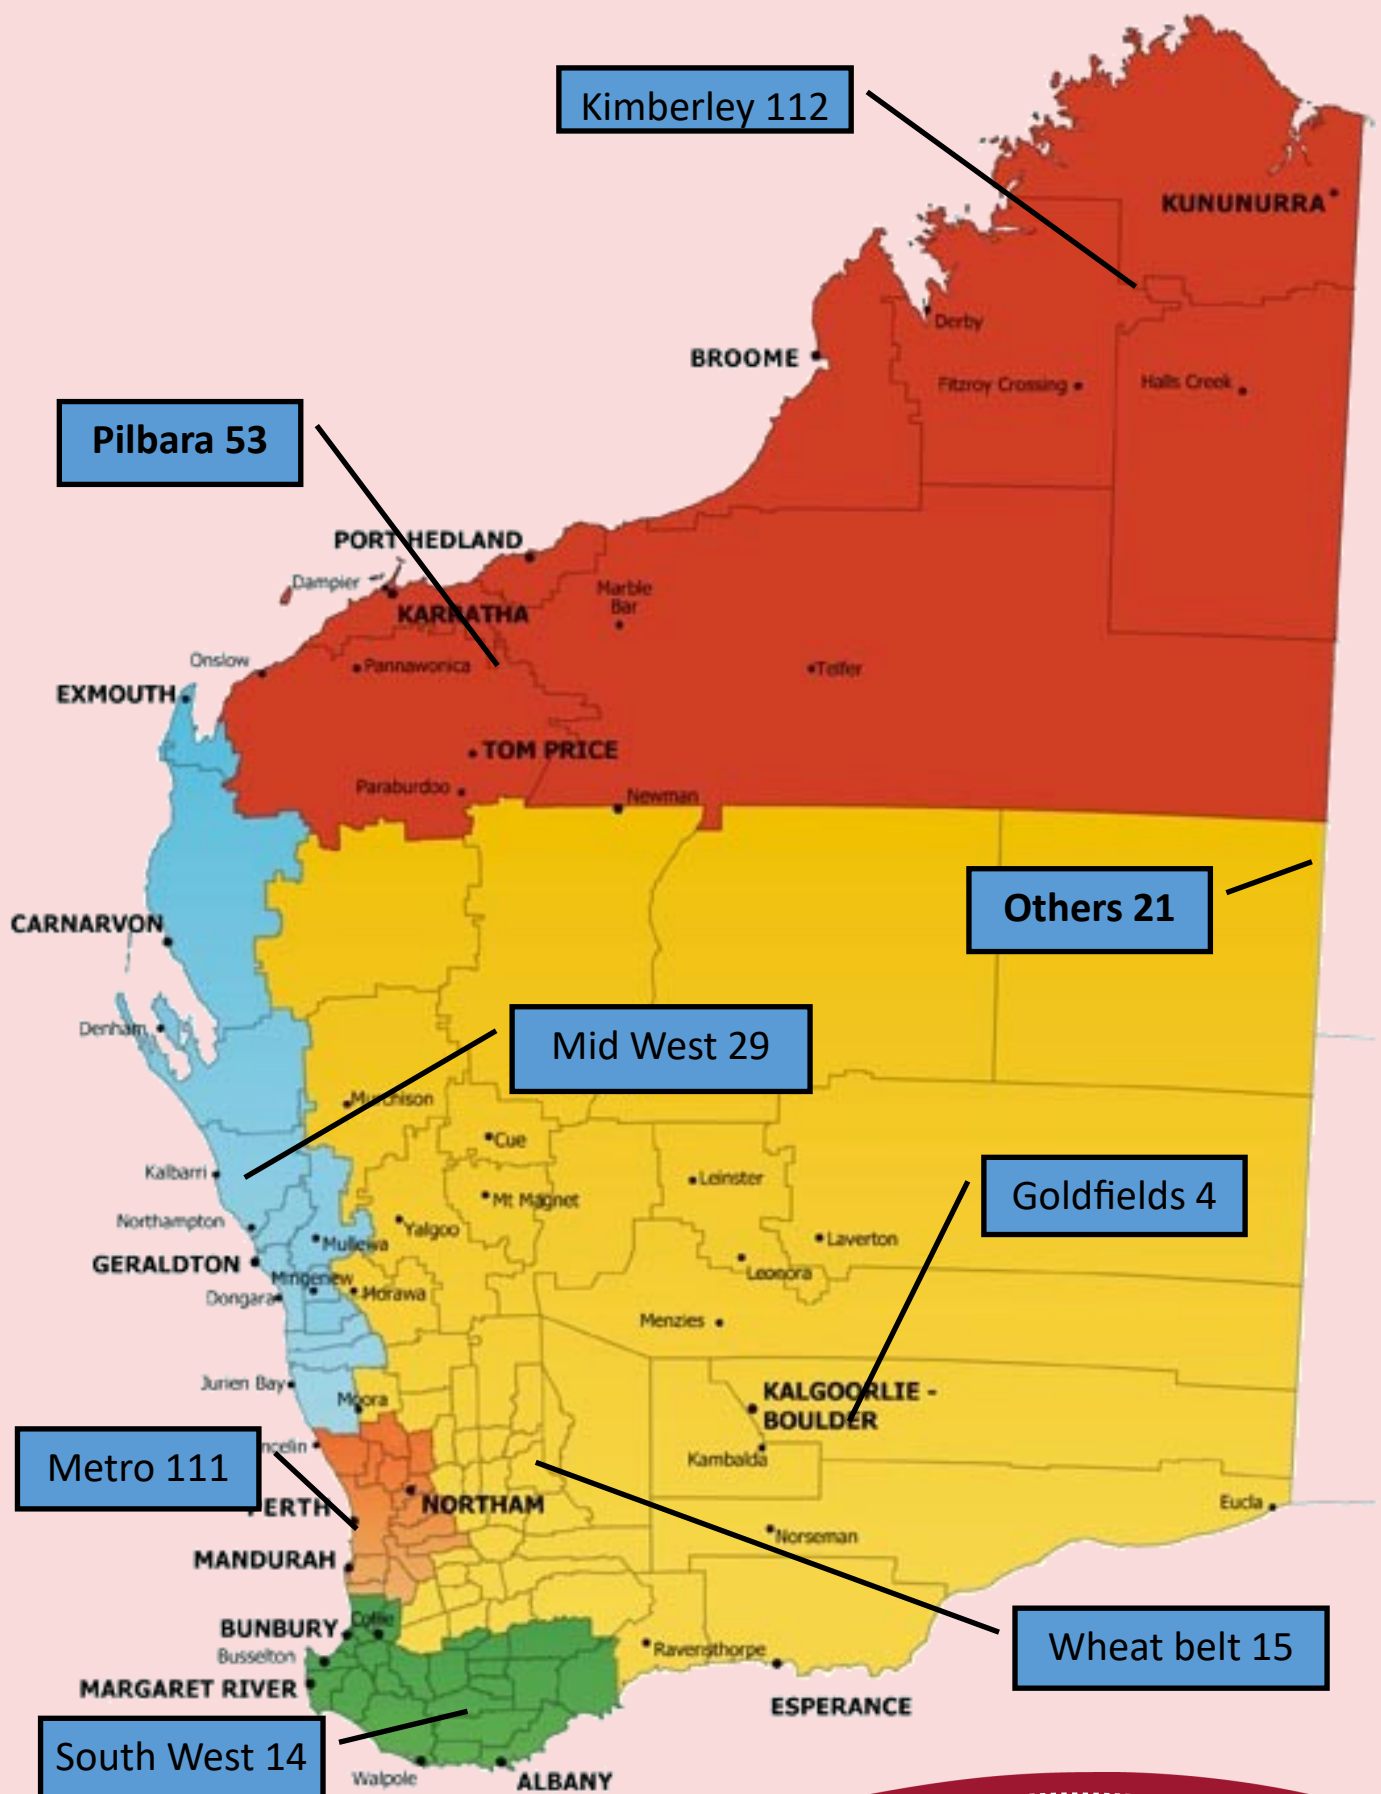 Kimberley 112
KUNUNURRA
Derby
BROOME
Fitzroy Crossing
Halls Creek
Pilbara 53
PORT HEDLAND
Dampier
Marble
Bar
KARRATHA
Onslow
Pannawonica
Telfer
EXMOUTH
TOM PRICE
Paraburdoo
Newman
Others 21
CARNARVON
Denham
Mid West 29
Murchison
Cue
Kalbarri
Leinster
Mt Magnet
Goldfields 4
Northampton
Yalgoo
Mullewa
Laverton
GERALDTON
Leonora
Mingenew
Dongara
Morawa
Menzies
Jurien Bay
Moora
KALGOORLIE -
BOULDER
ncelin
Metro 111
Kambalda
PERTH
NORTHAM
Eucla
Norseman
MANDURAH
Collie
BUNBURY
Busselton
Ravensthorpe
Wheat belt 15
MARGARET RIVER
ESPERANCE
South West 14
Walpole
ALBANY